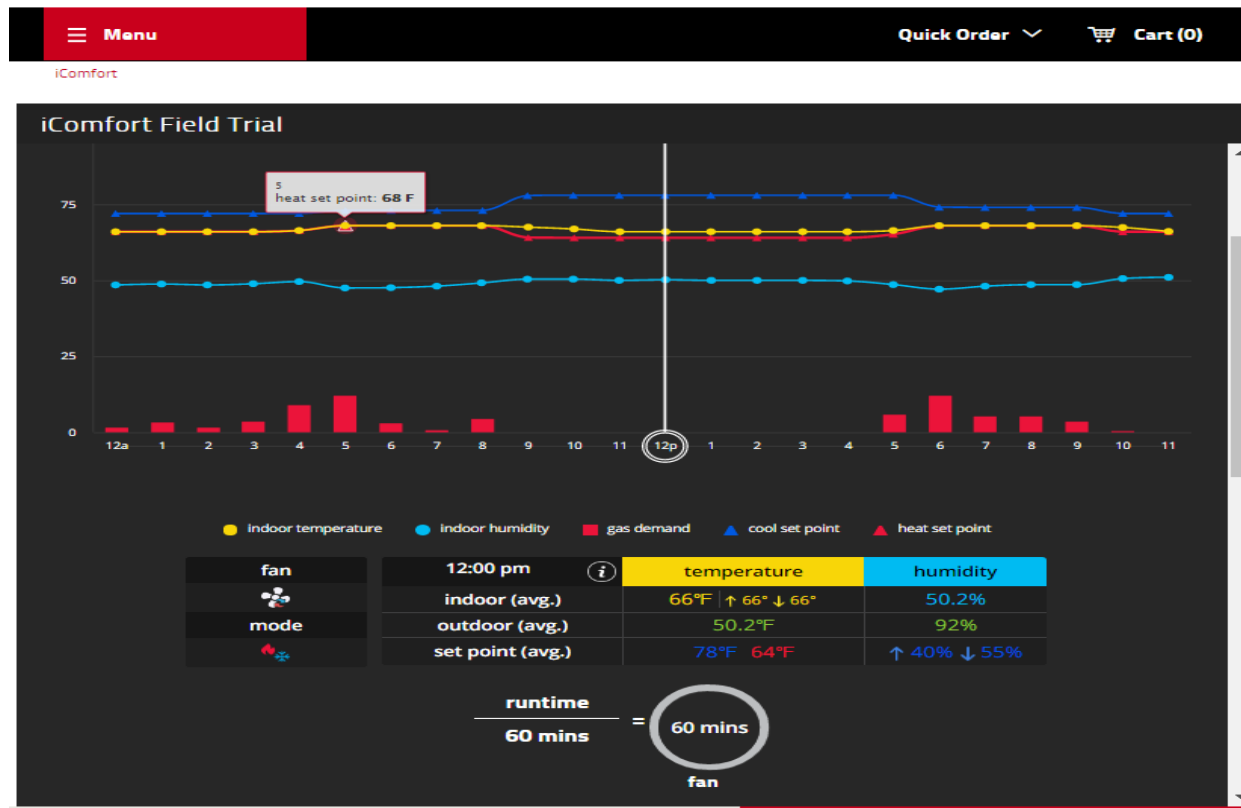 Menu Quick Order Cart (0)
iComfort
iComfort Field Trial
5
heat set point: 68 F
75
50
25
0
12a 1 2 3 4 5 6 7 8 9 10 11 12p 1 2 3 4 5 6 7 8 9 10 11
indoor temperature indoor humidity gas demand cool set point heat set point
fan 12:00 pm i temperature humidity
indoor (avg.) 66°F ↑ 66° ↓ 66° 50.2%
mode outdoor (avg.) 50.2°F 92%
set point (avg.) 78°F 64°F ↑ 40% ↓ 55%
runtime
60 mins = 60 mins
fan